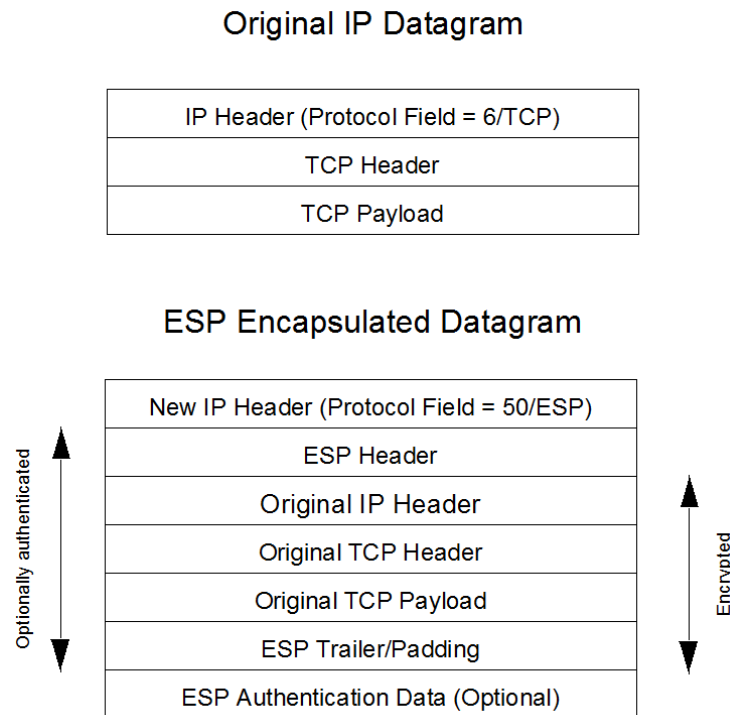 Original IP Datagram
IP Header (Protocol Field = 6/TCP)
TCP Header
TCP Payload
ESP Encapsulated Datagram
New IP Header (Protocol Field = 50/ESP)
ESP Header
Original IP Header
Original TCP Header
Original TCP Payload
ESP Trailer/Padding
ESP Authentication Data (Optional)
Optionally authenticated
Encrypted